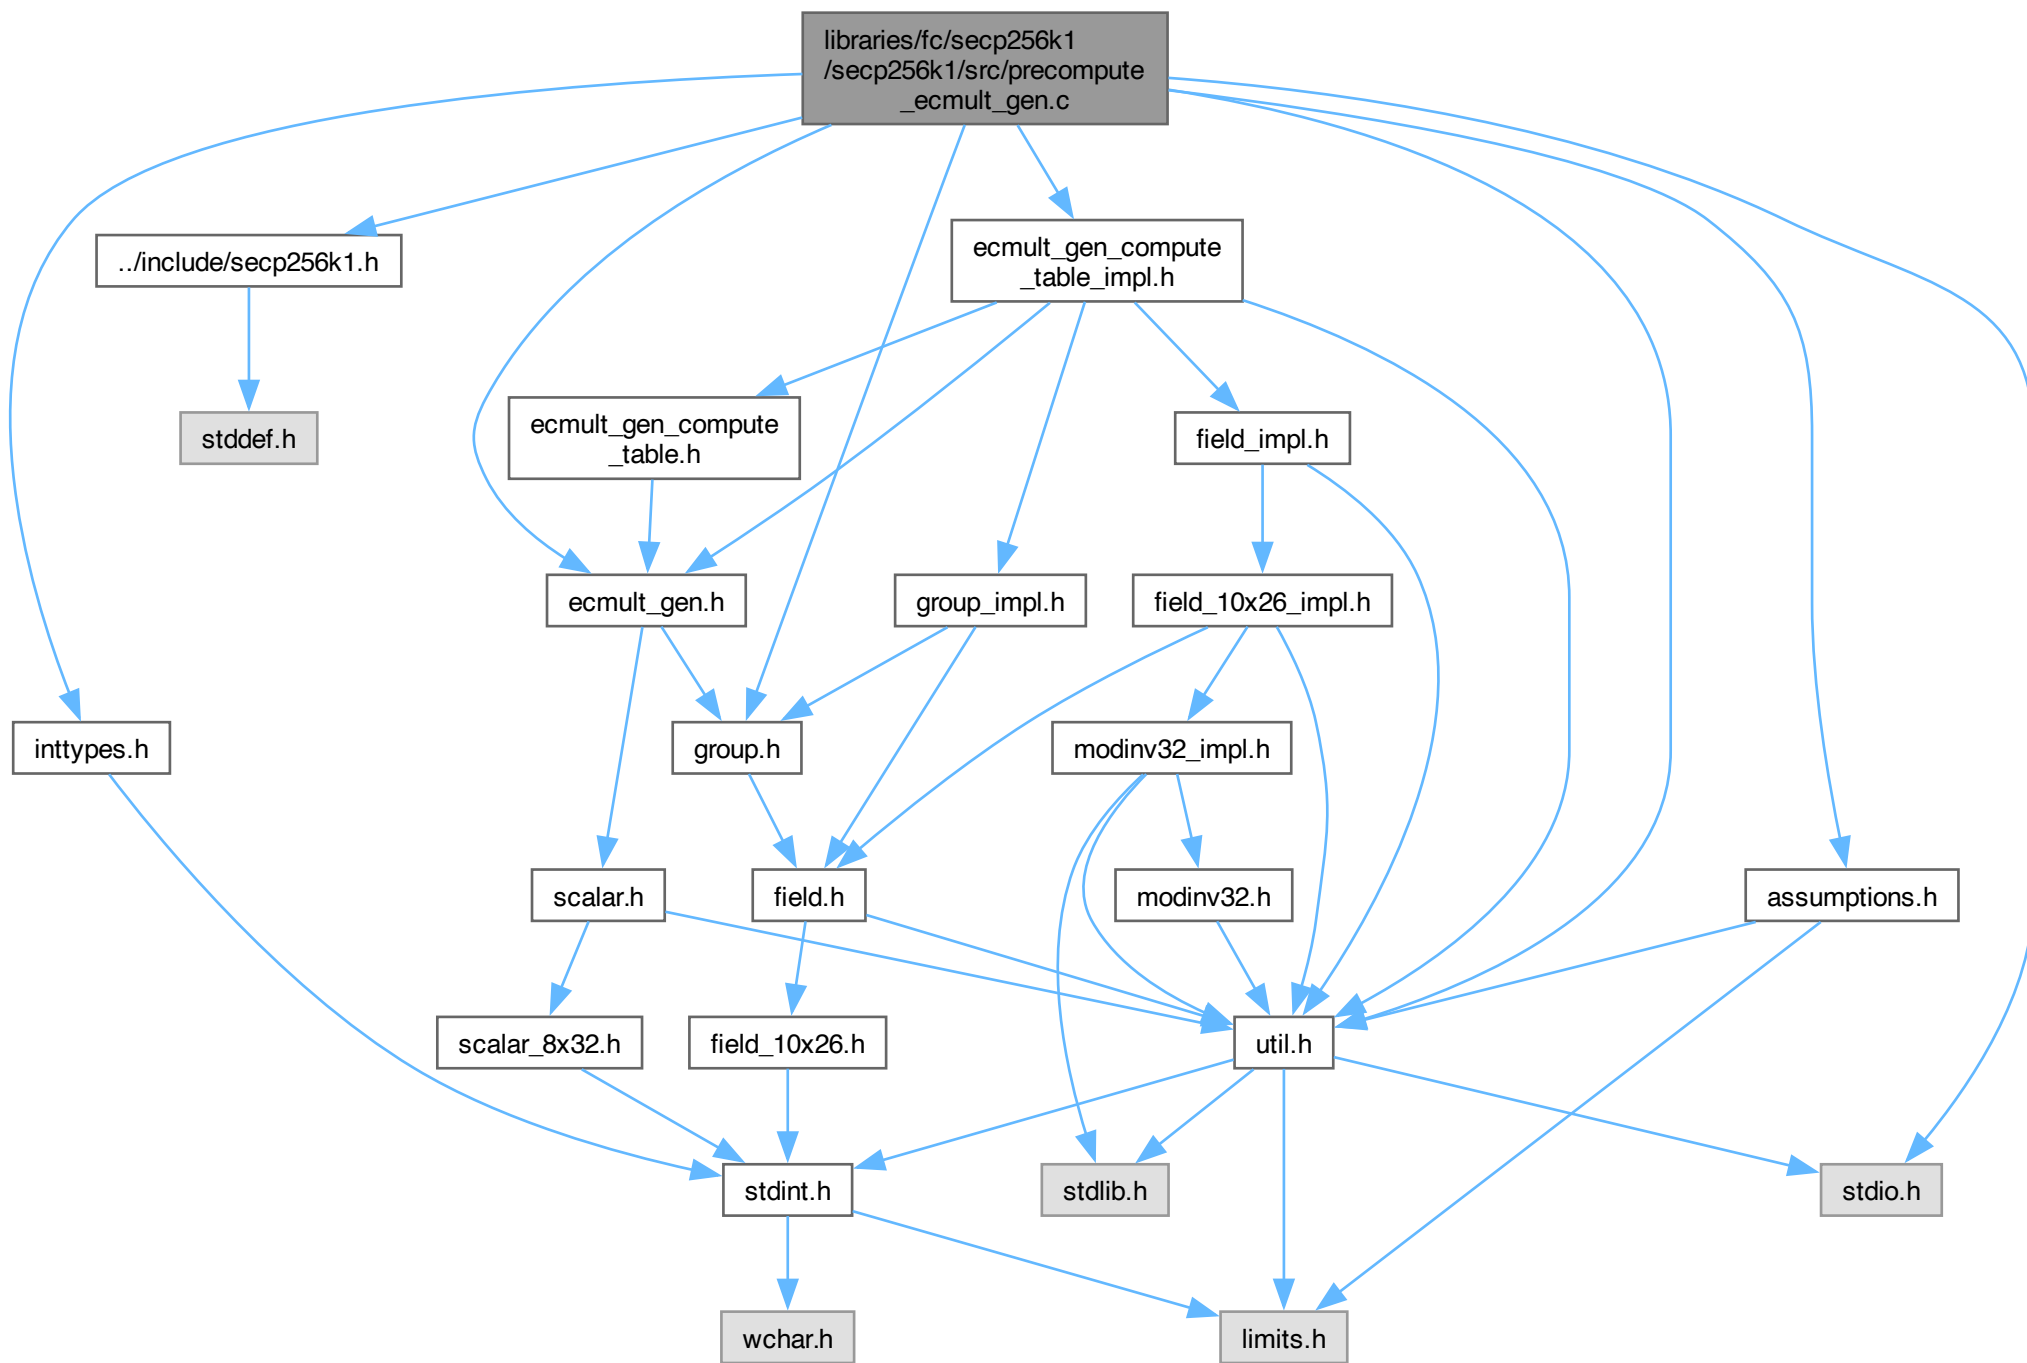 libraries/fc/secp256k1
/secp256k1/src/precompute
_ecmult_gen.c
../include/secp256k1.h
ecmult_gen_compute
_table_impl.h
stddef.h
ecmult_gen_compute
_table.h
field_impl.h
ecmult_gen.h
group_impl.h
field_10x26_impl.h
inttypes.h
group.h
modinv32_impl.h
scalar.h
field.h
modinv32.h
assumptions.h
scalar_8x32.h
field_10x26.h
util.h
stdint.h
stdlib.h
stdio.h
wchar.h
limits.h